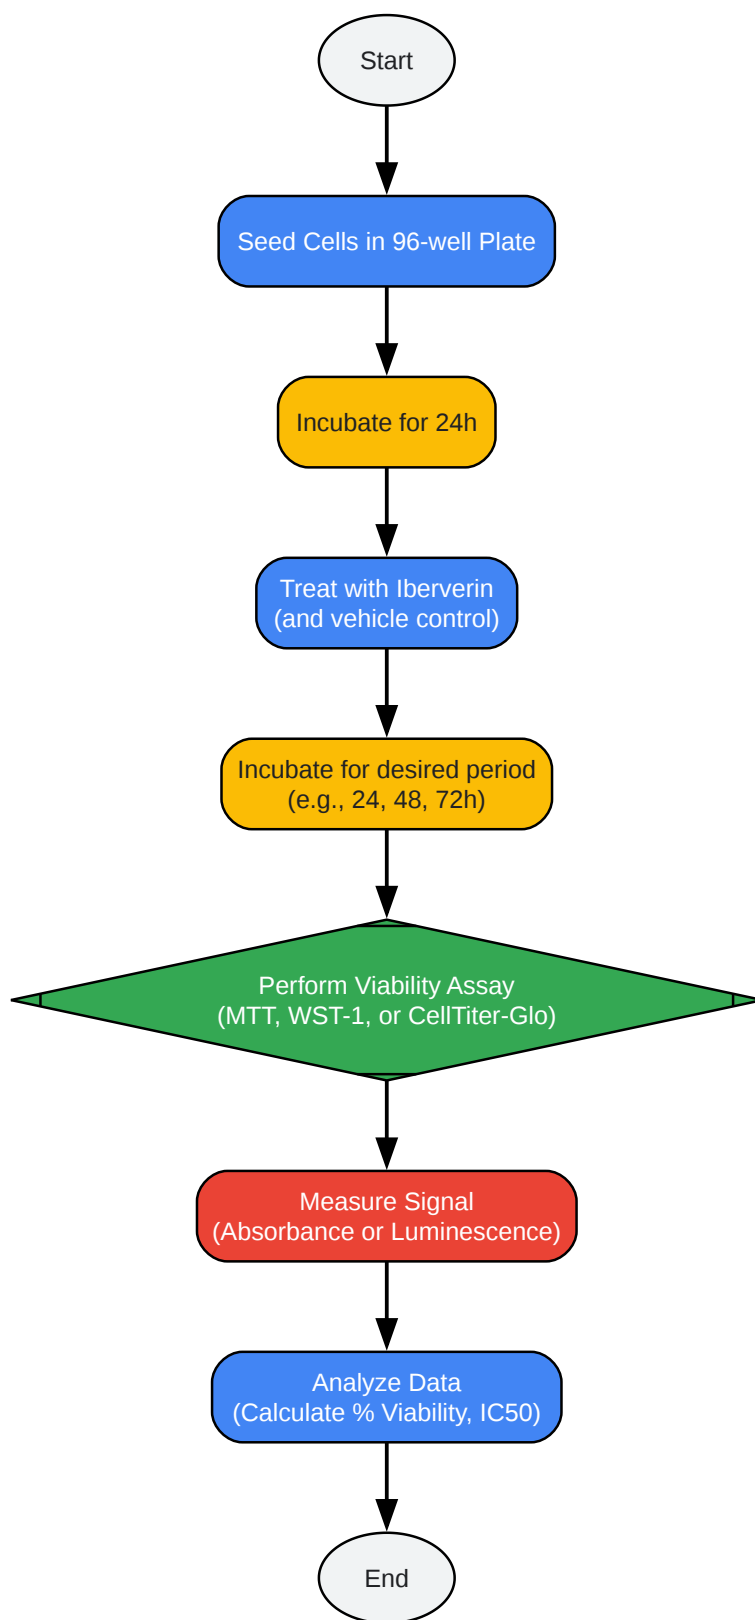 Start
Seed Cells in 96-well Plate
Incubate for 24h
Treat with Iberverin
(and vehicle control)
Incubate for desired period
(e.g., 24, 48, 72h)
Perform Viability Assay
(MTT, WST-1, or CellTiter-Glo)
Measure Signal
(Absorbance or Luminescence)
Analyze Data
(Calculate % Viability, IC50)
End